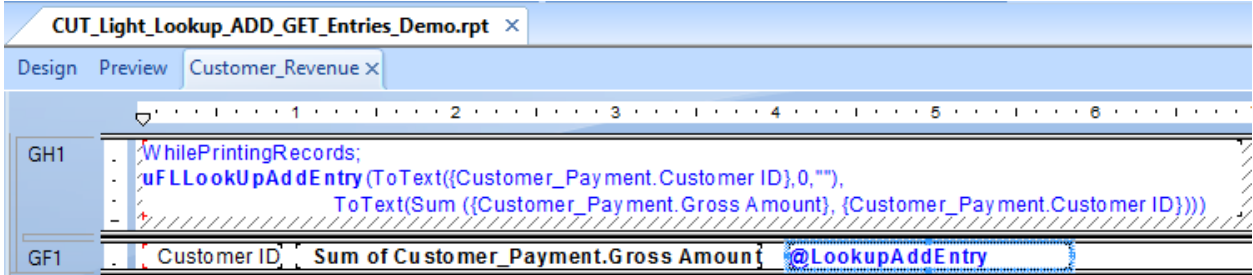 CUT_Light_Lookup_ADD_GET_Entries_Demo.rpt ×
Design Preview Customer_Revenue ×
1 2 3 4 5 6
GH1
WhilePrintingRecords;
uFLLookUpAddEntry(ToText({Customer_Payment.Customer ID},0,""),
ToText(Sum ({Customer_Payment.Gross Amount}, {Customer_Payment.Customer ID})))
GF1 Customer ID Sum of Customer_Payment.Gross Amount @LookupAddEntry